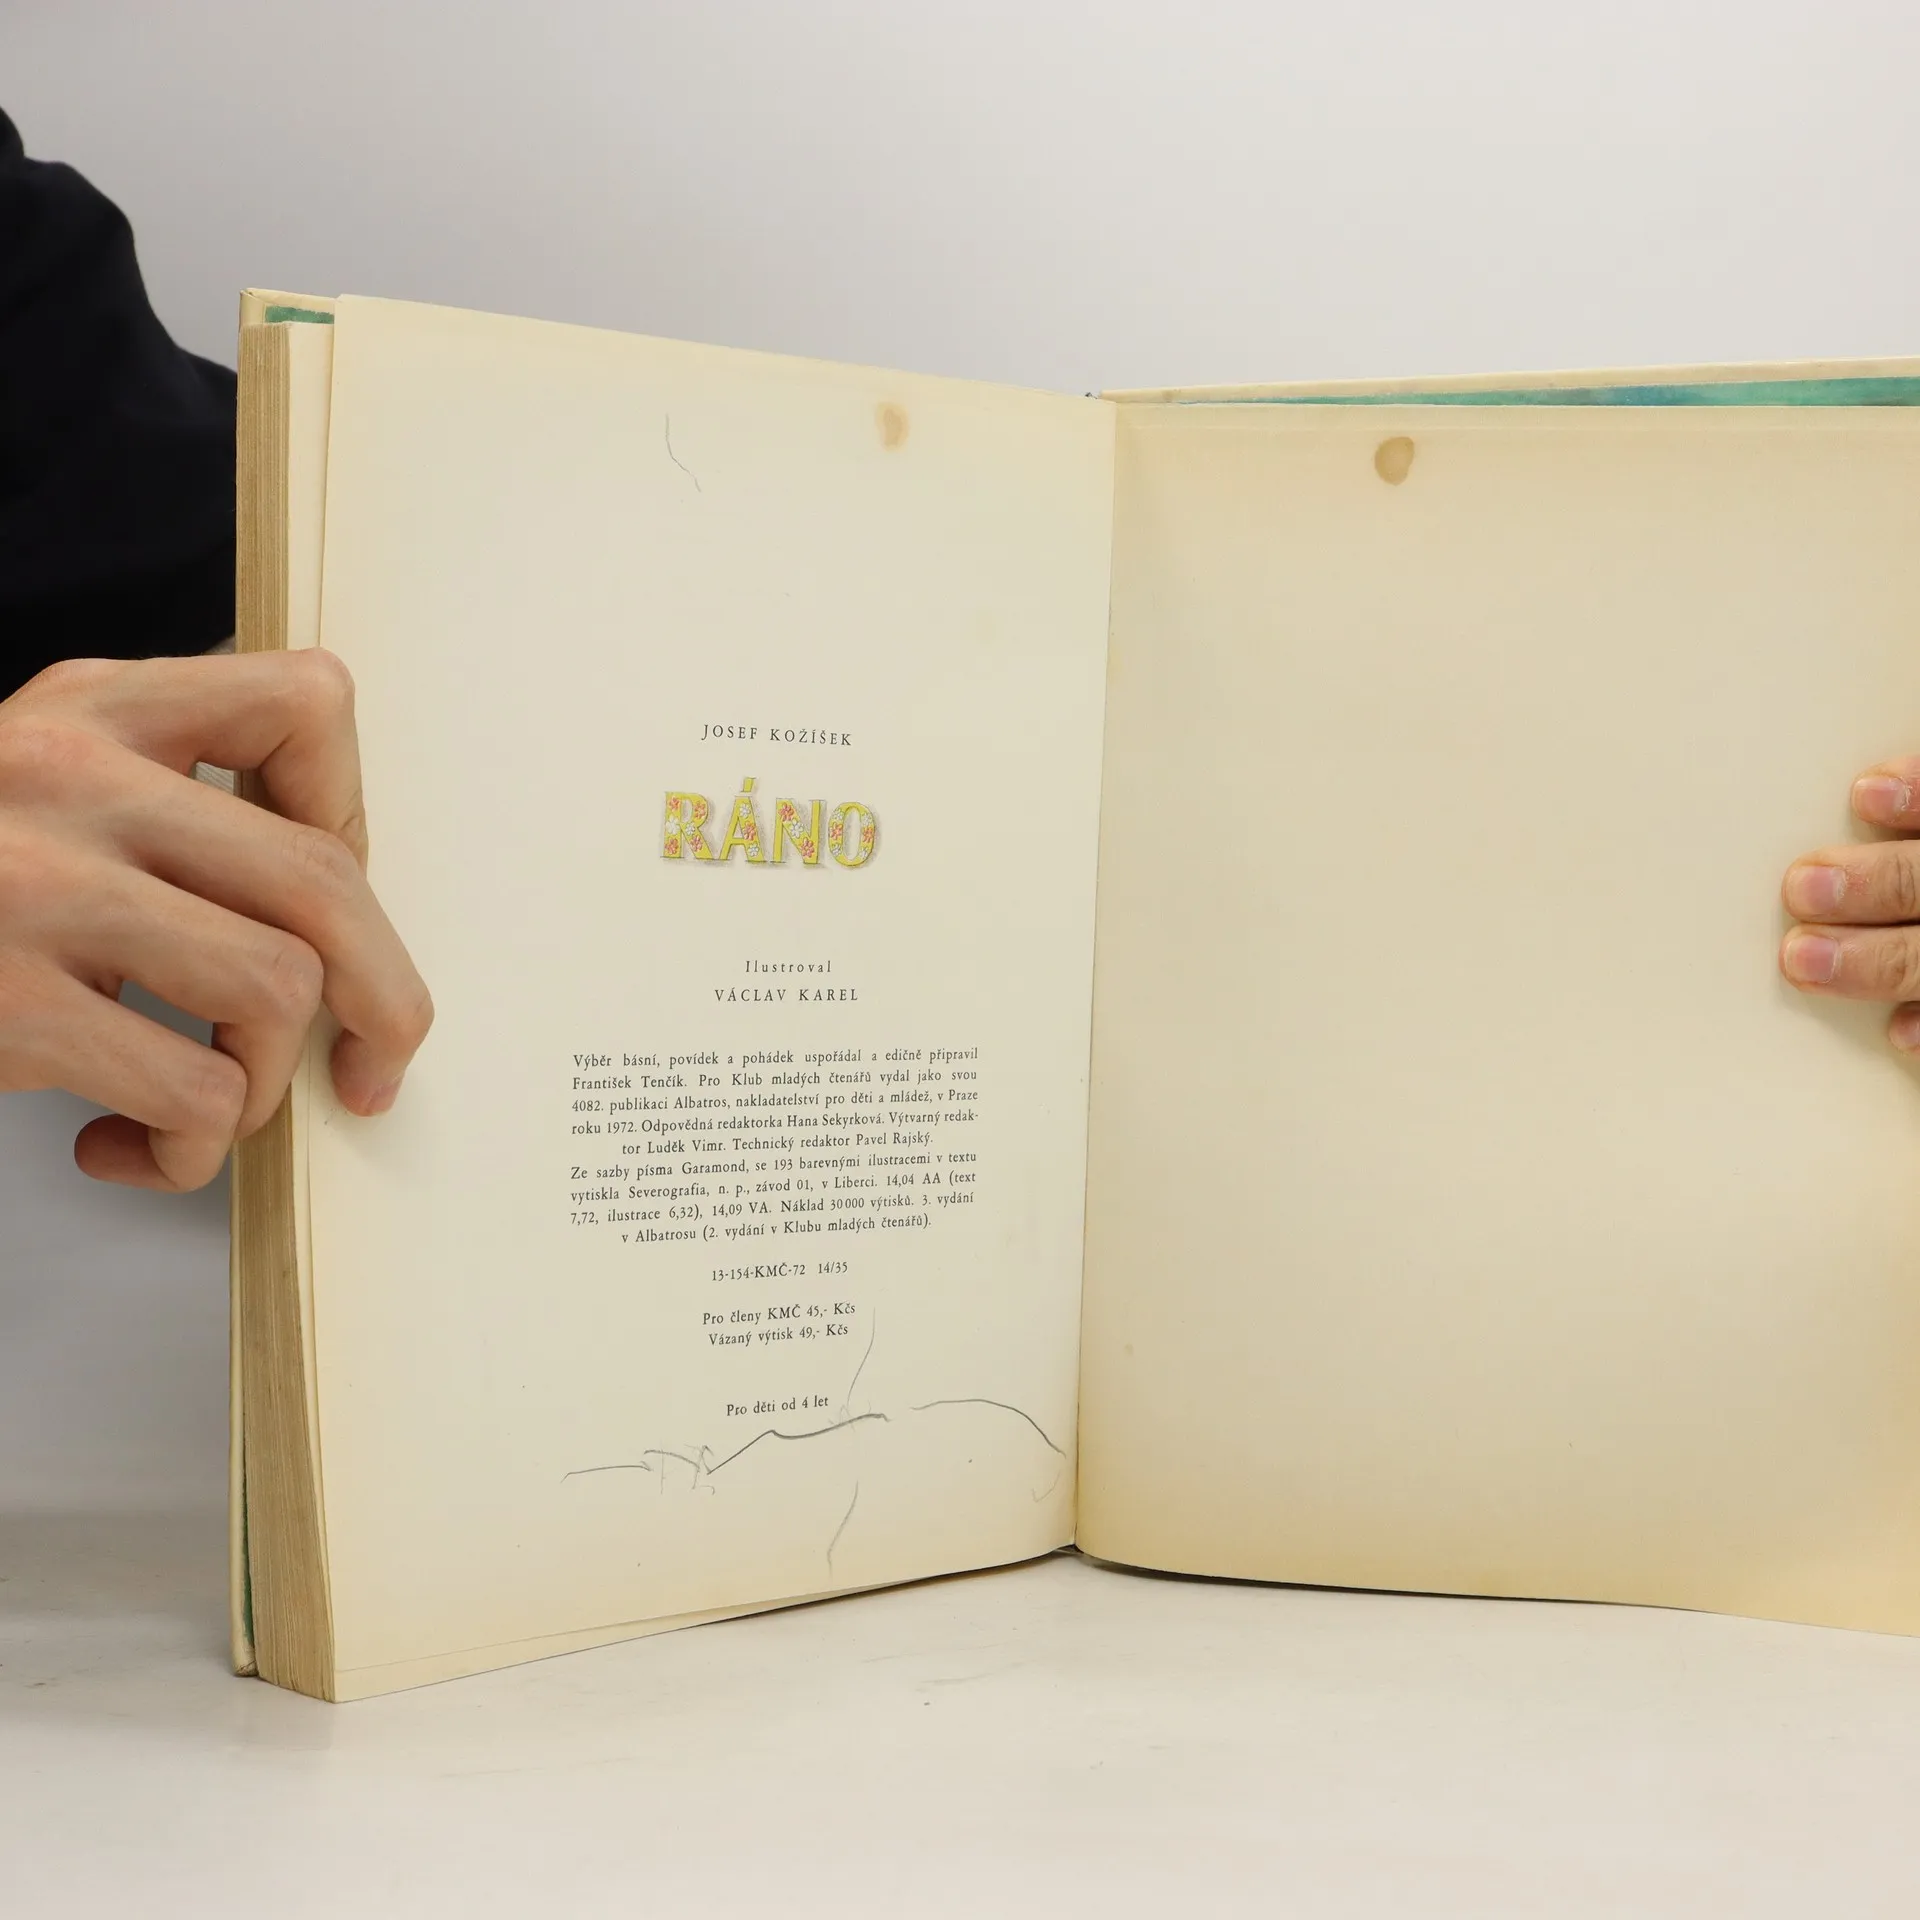 JOSEF KOŽÍŠEK
RÁNO
Ilustroval
VÁCLAV KAREL
Výběr básní, povídek a pohádek uspořádal a edičně připravil
František Tenčík. Pro Klub mladých čtenářů vydal jako svou
4082. publikaci Albatros, nakladatelství pro děti a mládež, v Praze
roku 1972. Odpovědná redaktorka Hana Sekyrková. Výtvarný redak-
tor Luděk Vimr. Technický redaktor Pavel Rajský.
Ze sazby písma Garamond, se 193 barevnými ilustracemi v textu
vytiskla Severografia, n. p., závod 01, v Liberci. 14,04 AA (text
7,72, ilustrace 6,32), 14,09 VA. Náklad 30 000 výtisků. 3. vydání
v Albatrosu (2. vydání v Klubu mladých čtenářů).
13-154-KMČ-72 14/35
Pro členy KMČ 45,- Kčs
Vázaný výtisk 49,- Kčs
Pro děti od 4 let